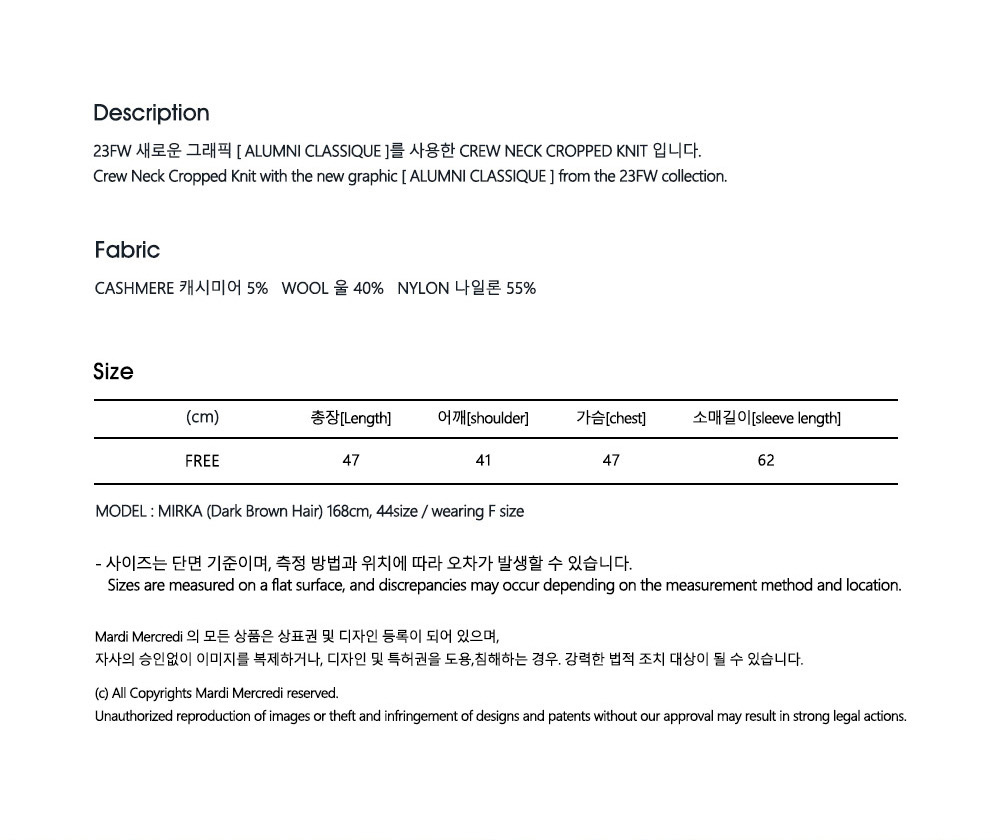 Description
23FW 새로운 그래픽 [ ALUMNI CLASSIQUE ]를 사용한 CREW NECK CROPPED KNIT 입니다.
Crew Neck Cropped Knit with the new graphic [ ALUMNI CLASSIQUE ] from the 23FW collection.
Fabric
CASHMERE 캐시미어 5% WOOL 울 40% NYLON 나일론 55%
Size
(cm) 총장[Length] 어깨[shoulder] 가슴[chest] 소매길이[sleeve length]
FREE 47 41 47 62
MODEL : MIRKA (Dark Brown Hair) 168cm, 44size / wearing F size
- 사이즈는 단면 기준이며, 측정 방법과 위치에 따라 오차가 발생할 수 있습니다.
Sizes are measured on a flat surface, and discrepancies may occur depending on the measurement method and location.
Mardi Mercredi 의 모든 상품은 상표권 및 디자인 등록이 되어 있으며,
자사의 승인없이 이미지를 복제하거나, 디자인 및 특허권을 도용,침해하는 경우. 강력한 법적 조치 대상이 될 수 있습니다.
(c) All Copyrights Mardi Mercredi reserved.
Unauthorized reproduction of images or theft and infringement of designs and patents without our approval may result in strong legal actions.